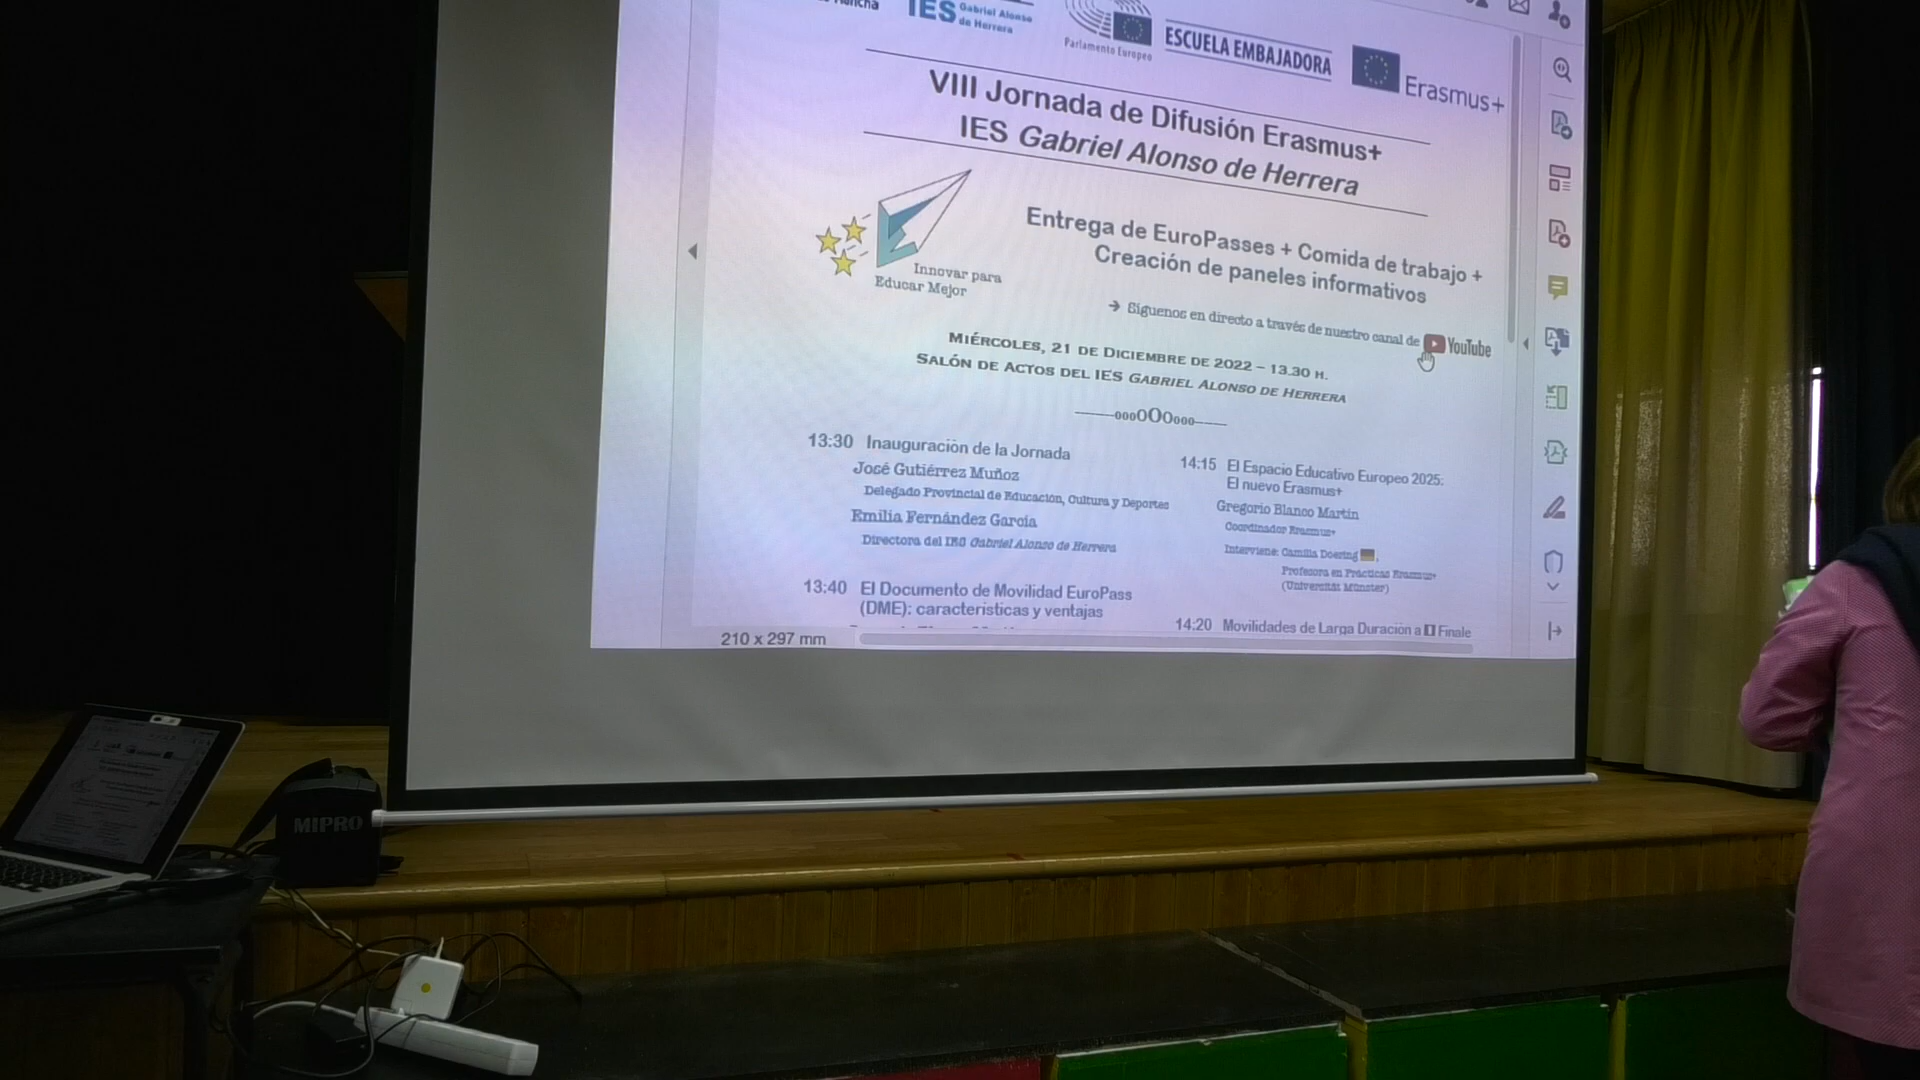 Mancha
IES Gabriel Alonso
de Herrera
Parlamento Europeo
ESCUELA EMBAJADORA
Erasmus+
VIII Jornada de Difusión Erasmus+
IES Gabriel Alonso de Herrera
Innovar para
Educar Mejor
Entrega de EuroPasses + Comida de trabajo +
Creación de paneles informativos
→ Síguenos en directo a través de nuestro canal de YouTube
MIÉRCOLES, 21 DE DICIEMBRE DE 2022 – 13.30 H.
SALÓN DE ACTOS DEL IES GABRIEL ALONSO DE HERRERA
-------ooo0O0ooo-------
13:30 Inauguración de la Jornada
José Gutiérrez Muñoz
Delegado Provincial de Educación, Cultura y Deportes
Emilia Fernández García
Directora del IES Gabriel Alonso de Herrera
13:40 El Documento de Movilidad EuroPass
(DME): características y ventajas
14:15 El Espacio Educativo Europeo 2025:
El nuevo Erasmus+
Gregorio Blanco Martín
Coordinador Erasmus+
Interviene: Camilla Doering,
Profesora en Prácticas Erasmus+
(Universität Münster)
14:20 Movilidades de Larga Duración a Finale
210 x 297 mm
MIPRO